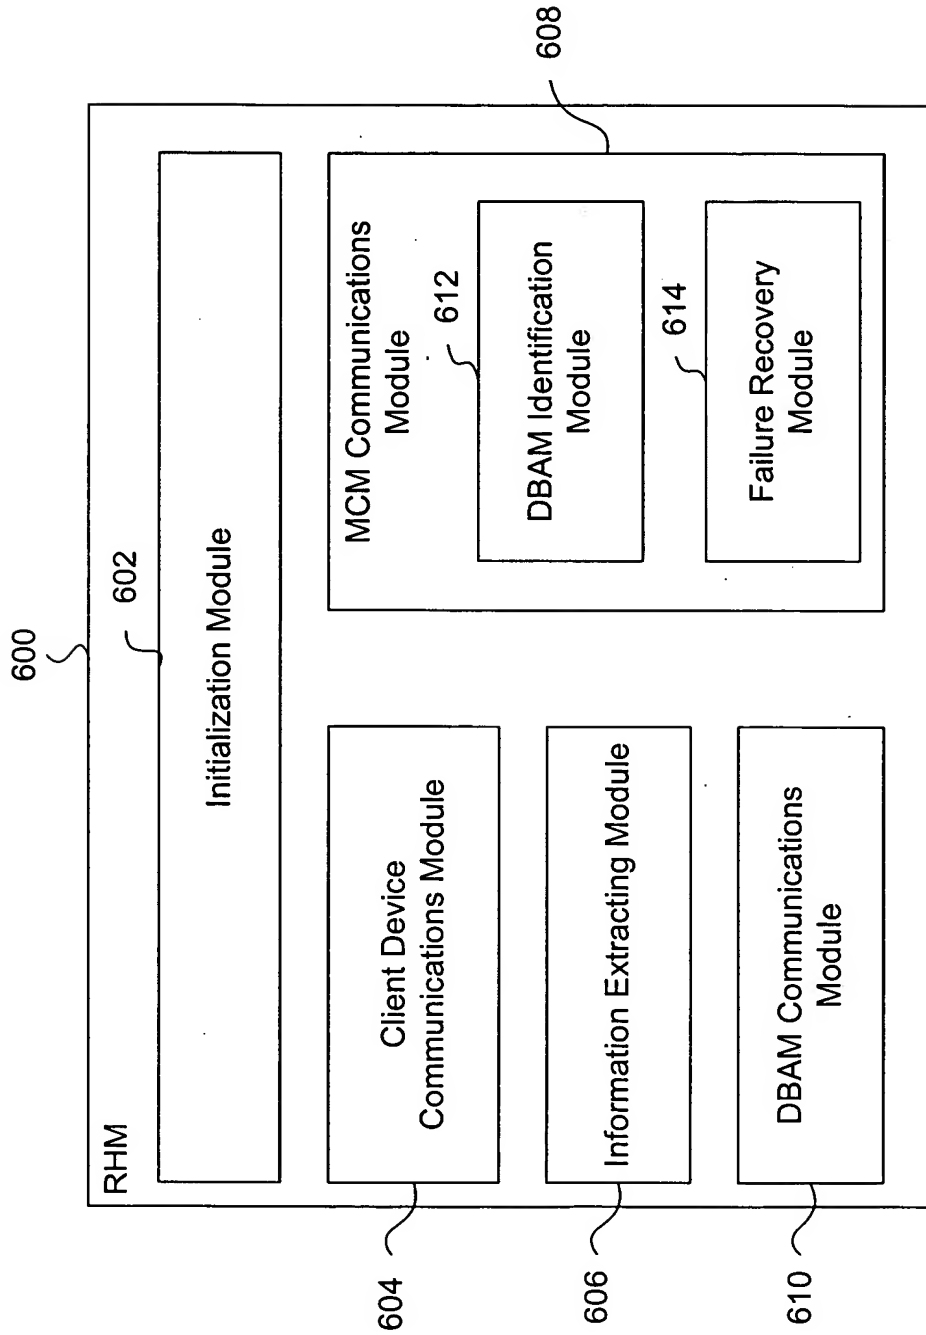 600
RHM
602
Initialization Module
604
Client Device
Communications Module
606
Information Extracting Module
610
DBAM Communications
Module
608
MCM Communications
Module
612
DBAM Identification
Module
614
Failure Recovery
Module